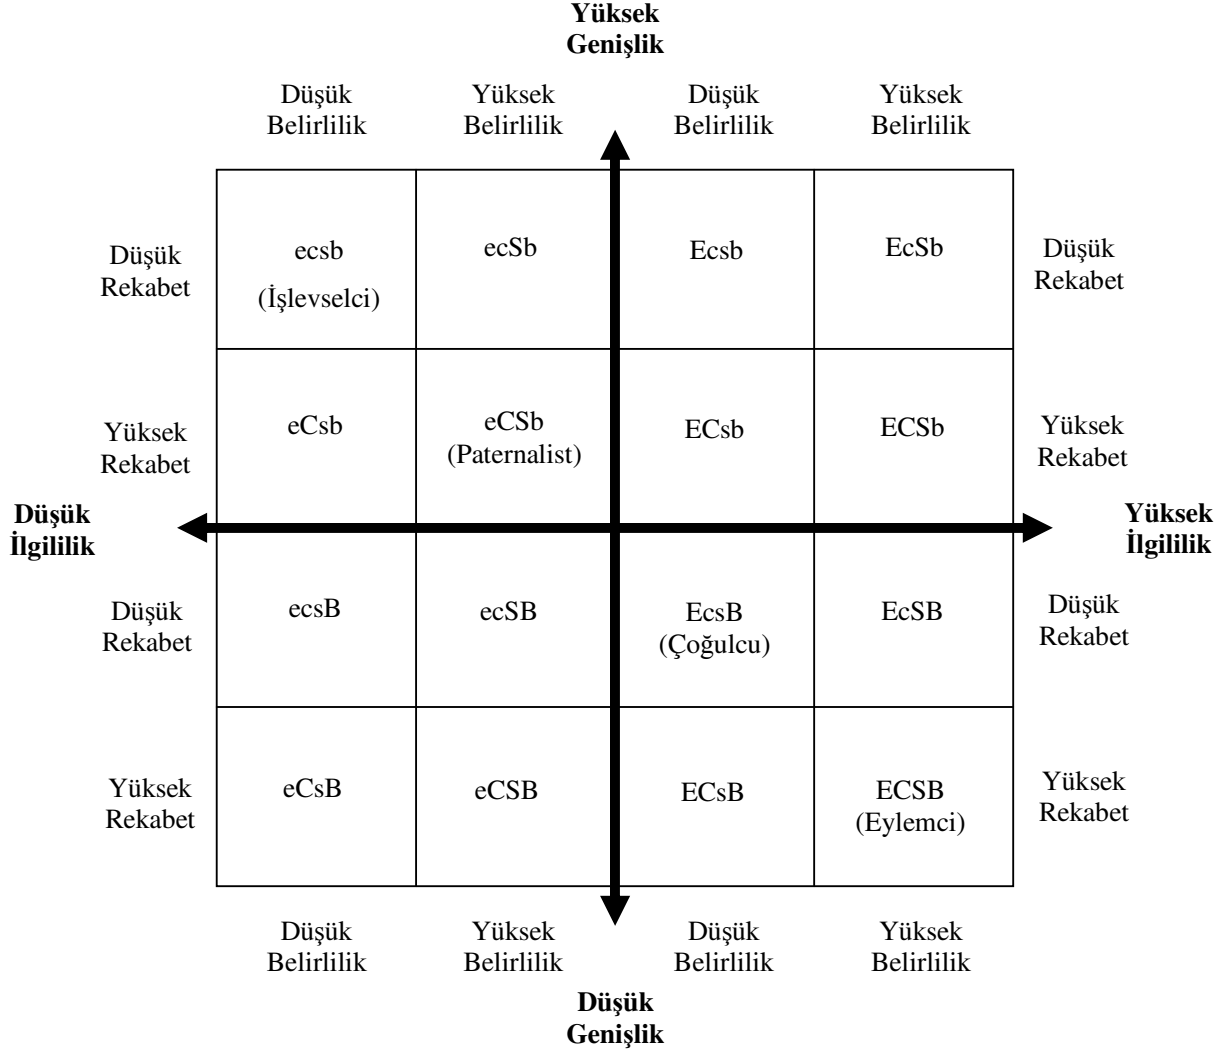 Yüksek
Genişlik
Düşük
Belirlilik
Yüksek
Belirlilik
Düşük
Belirlilik
Yüksek
Belirlilik
Düşük
Rekabet
ecsb
(İşlevselci)
ecSb
Ecsb
EcSb
Düşük
Rekabet
Yüksek
Rekabet
eCsb
eCSb
(Paternalist)
ECsb
ECSb
Yüksek
Rekabet
Düşük
İlgililik
Yüksek
İlgililik
Düşük
Rekabet
ecsB
ecSB
EcsB
(Çoğulcu)
EcSB
Düşük
Rekabet
Yüksek
Rekabet
eCsB
eCSB
ECsB
ECSB
(Eylemci)
Yüksek
Rekabet
Düşük
Belirlilik
Yüksek
Belirlilik
Düşük
Belirlilik
Yüksek
Belirlilik
Düşük
Genişlik